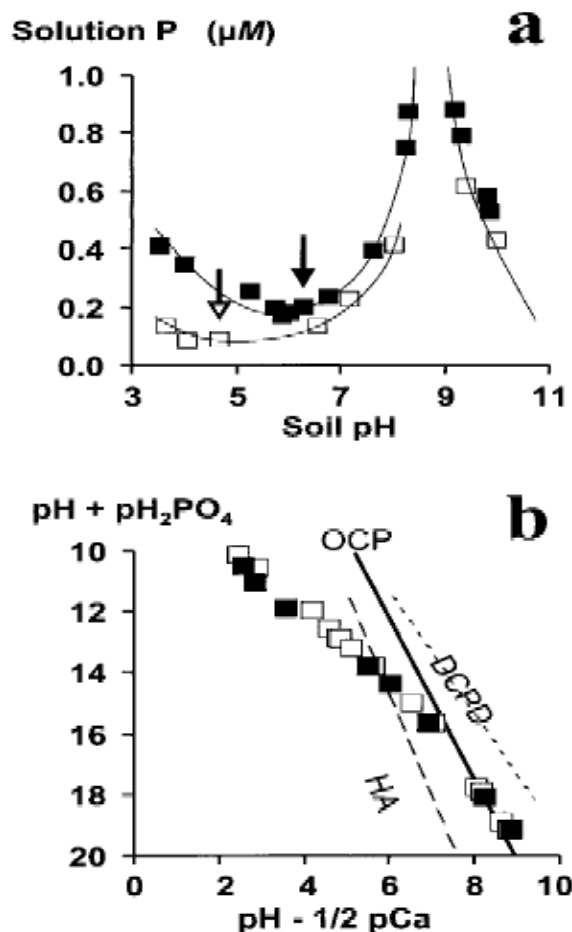 Solution P (μM)
a
1.0
0.8
0.6
0.4
0.2
0.0
3 5 7 9 11
Soil pH
pH + pH₂PO₄
b
OCP
10
12
14
16
18
20
DCPD
HA
0 2 4 6 8 10
pH - 1/2 pCa